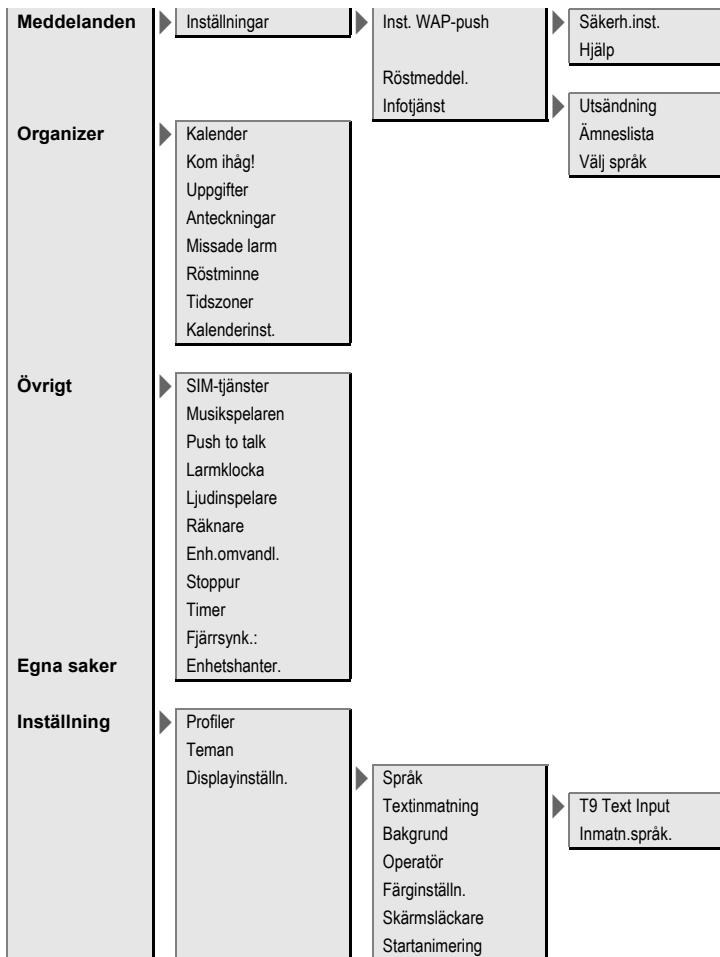 Meddelanden Inställningar Inst. WAP-push Säkerh.inst.
Hjälp
Röstmeddel.
Infotjänst Utsändning
Organizer Kalender Ämneslista
Kom ihåg! Välj språk
Uppgifter
Anteckningar
Missade larm
Röstminne
Tidszoner
Kalenderinst.
Övrigt SIM-tjänster
Musikspelaren
Push to talk
Larmklocka
Ljudinspelare
Räknare
Enh.omvandl.
Stoppur
Timer
Fjärrsynk.:
Egna saker Enhetshanter.
Inställning Profiler
Teman
Displayinställn. Språk
Textinmatning T9 Text Input
Bakgrund Inmatn.språk.
Operatör
Färginställn.
Skärmsläckare
Startanimering